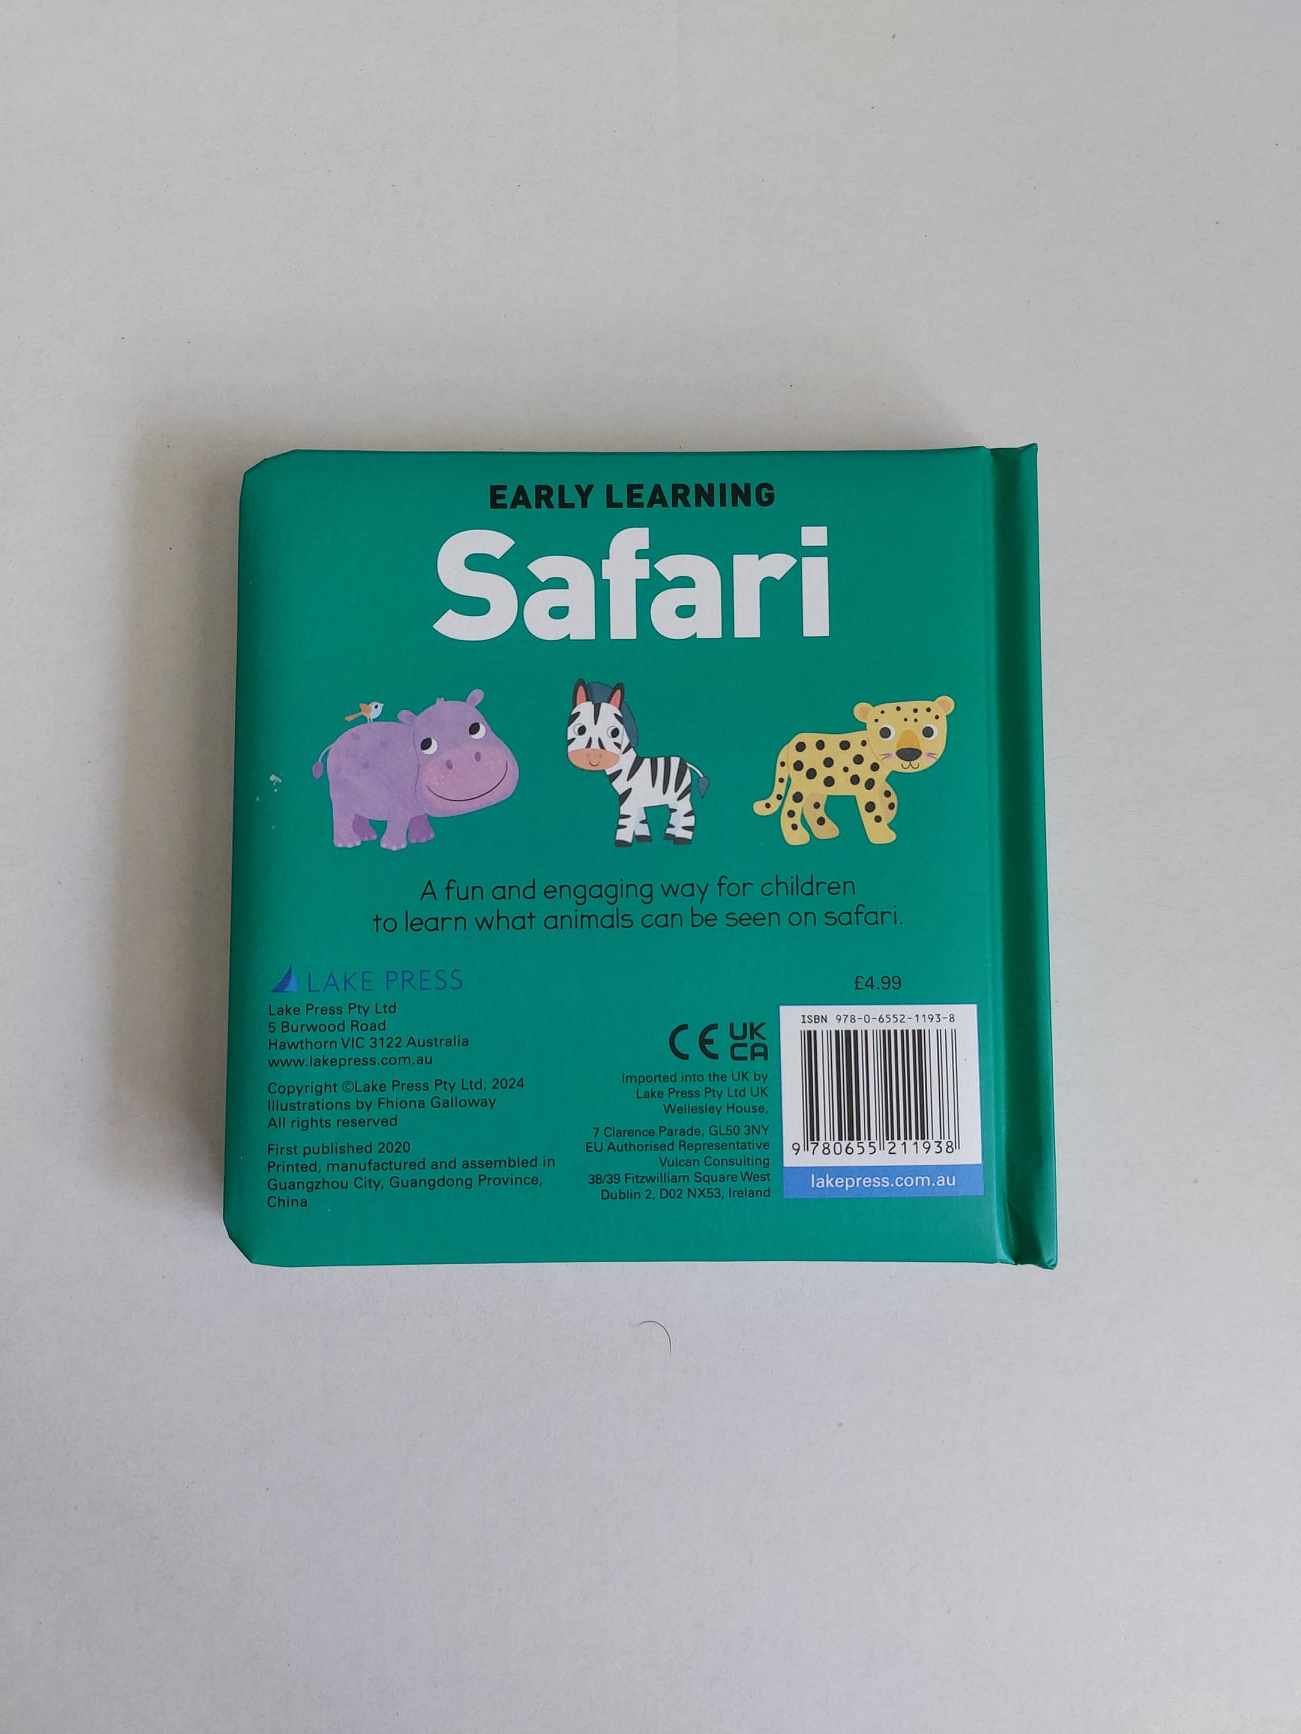 EARLY LEARNING
Safari
A fun and engaging way for children
to learn what animals can be seen on safari.
LAKE PRESS
Lake Press Pty Ltd
5 Burwood Road
Hawthorn VIC 3122 Australia
www.lakepress.com.au
Copyright ©Lake Press Pty Ltd, 2024
Illustrations by Fhiona Galloway
All rights reserved
First published 2020
Printed, manufactured and assembled in
Guangzhou City, Guangdong Province,
China
CE UK
CA
Imported into the UK by
Lake Press Pty Ltd UK
Wellesley House,
7 Clarence Parade, GL50 3NY
EU Authorised Representative
Vulcan Consulting
38/39 Fitzwilliam Square West
Dublin 2, D02 NX53, Ireland
£4.99
ISBN 978-0-6552-1193-8
9 780655 211938
lakepress.com.au